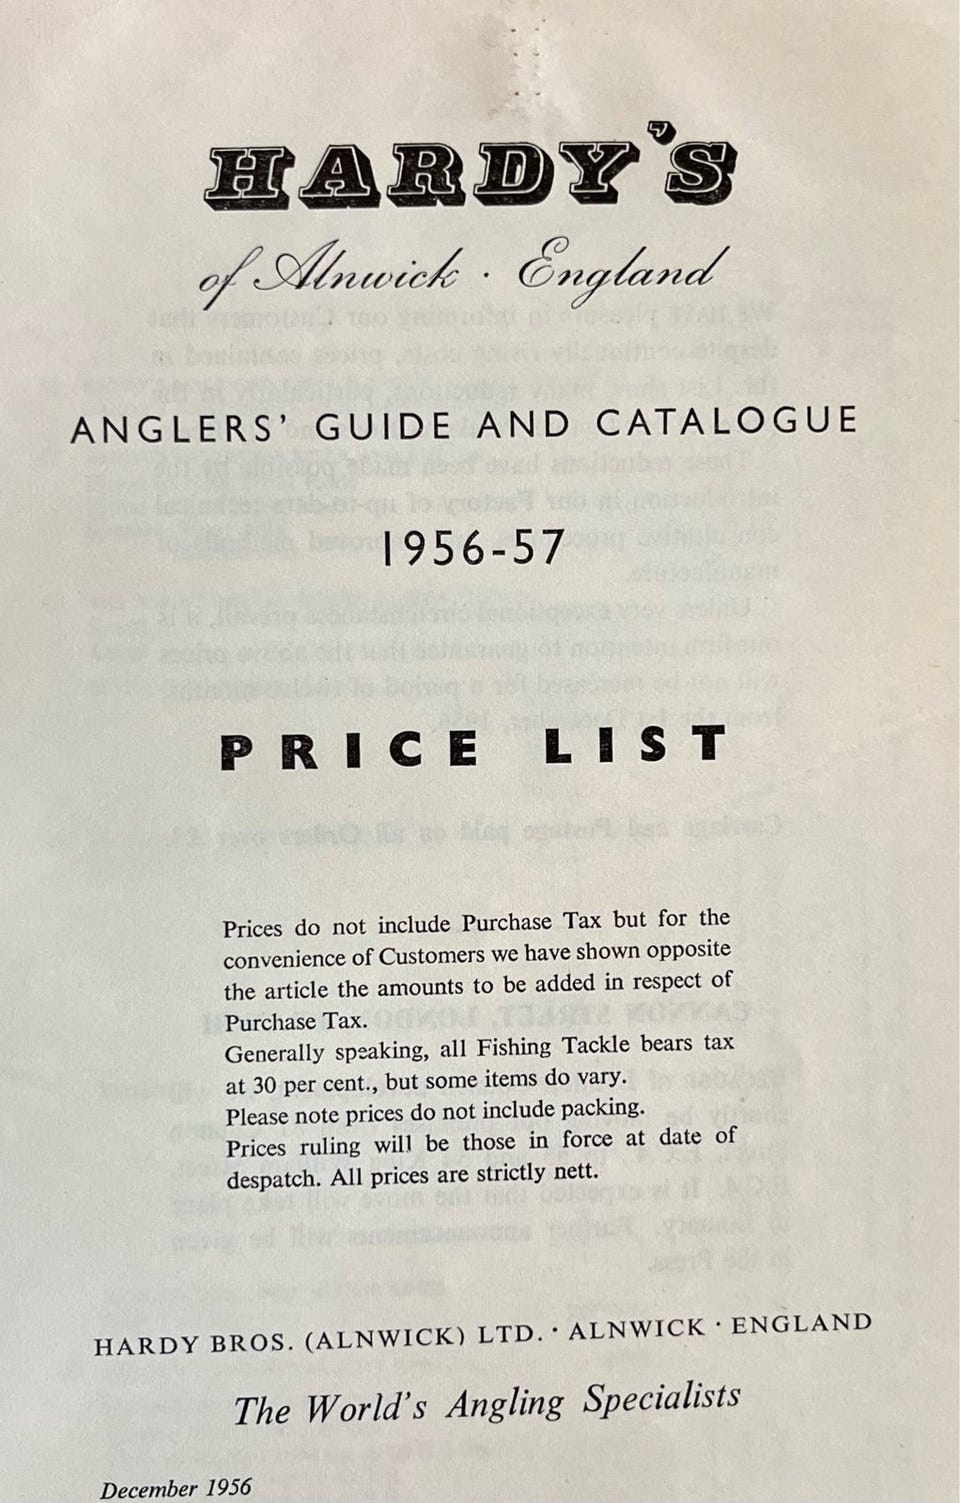 HARDY'S
of Alnwick · England
ANGLERS' GUIDE AND CATALOGUE
1956-57
PRICE LIST
Prices do not include Purchase Tax but for the
convenience of Customers we have shown opposite
the article the amounts to be added in respect of
Purchase Tax.
Generally speaking, all Fishing Tackle bears tax
at 30 per cent., but some items do vary.
Please note prices do not include packing.
Prices ruling will be those in force at date of
despatch. All prices are strictly nett.
HARDY BROS. (ALNWICK) LTD. · ALNWICK · ENGLAND
The World's Angling Specialists
December 1956